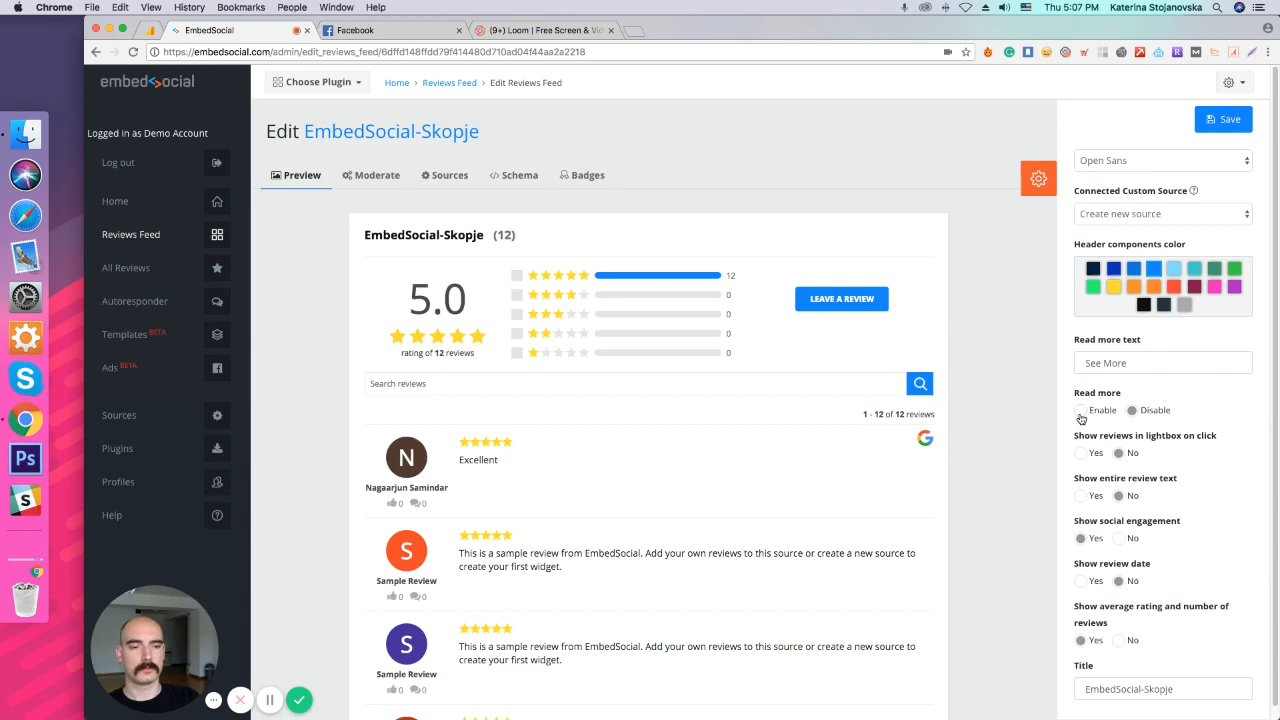 Chrome File Edit View History Bookmarks People Window Help
Thu 5:07 PM Katerina Stojanovska
EmbedSocial
Facebook
(9+) Loom | Free Screen & Vid
https://embedsocial.com/admin/edit_reviews_feed/6dffd148ffdd79f414480d710ad04f44aa2a2218
embedsocial
Choose Plugin
Home > Reviews Feed > Edit Reviews Feed
Logged in as Demo Account
Log out
Home
Reviews Feed
All Reviews
Autoresponder
Templates BETA
Ads BETA
Sources
Plugins
Profiles
Help
Edit EmbedSocial-Skopje
Preview
Moderate
Sources
</> Schema
Badges
EmbedSocial-Skopje (12)
5.0
rating of 12 reviews
12
0
0
0
0
LEAVE A REVIEW
Search reviews
1 - 12 of 12 reviews
N
Excellent
Nagaarjun Samindar
0 0
S
This is a sample review from EmbedSocial. Add your own reviews to this source or create a new source to
create your first widget.
Sample Review
0 0
S
This is a sample review from EmbedSocial. Add your own reviews to this source or create a new source to
create your first widget.
Sample Review
0 0
Save
Open Sans
Connected Custom Source
Create new source
Header components color
Read more text
See More
Read more
Enable Disable
Show reviews in lightbox on click
Yes No
Show entire review text
Yes No
Show social engagement
Yes No
Show review date
Yes No
Show average rating and number of
reviews
Yes No
Title
EmbedSocial-Skopje
Ps